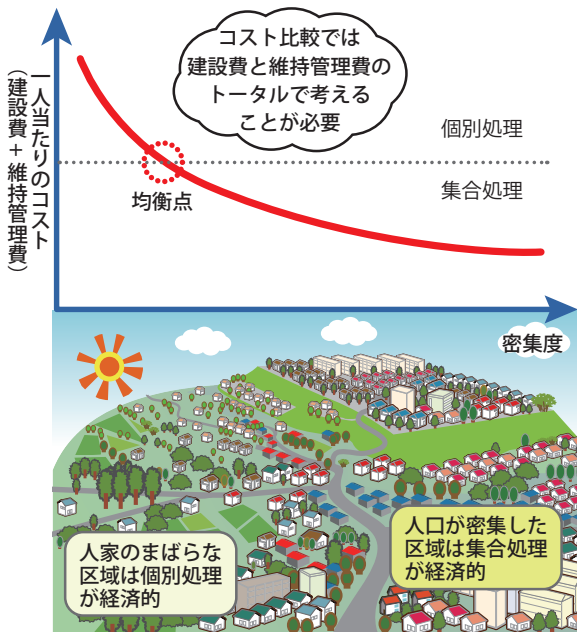 コスト比較では
建設費と維持管理費の
トータルで考える
ことが必要
一人当たりのコスト
（建設費＋維持管理費）
個別処理
集合処理
均衡点
密集度
人家のまばらな
区域は個別処理
が経済的
人口が密集した
区域は集合処理
が経済的